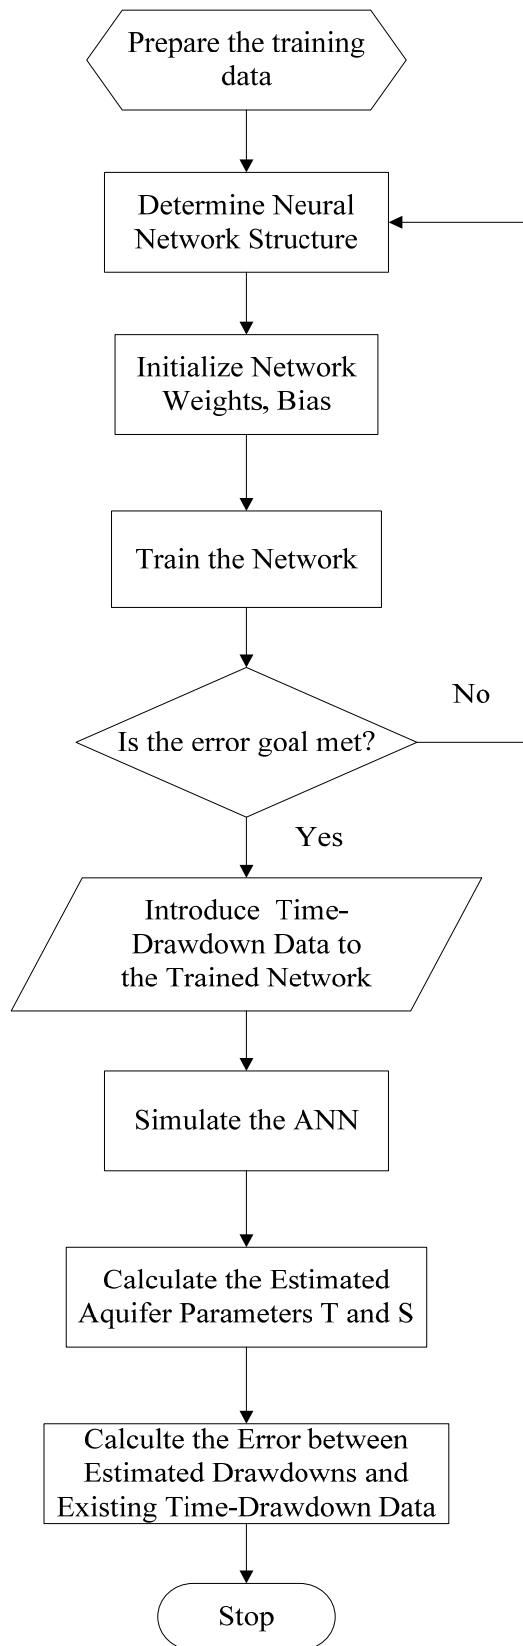 Prepare the training
data
Determine Neural
Network Structure
Initialize Network
Weights, Bias
Train the Network
No
Is the error goal met?
Yes
Introduce Time-
Drawdown Data to
the Trained Network
Simulate the ANN
Calculate the Estimated
Aquifer Parameters T and S
Calculte the Error between
Estimated Drawdowns and
Existing Time-Drawdown Data
Stop